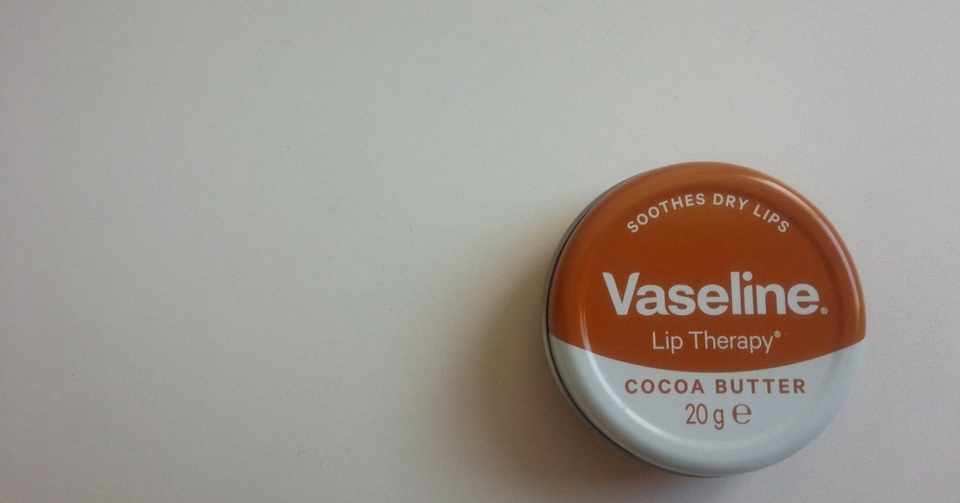 SOOTHES DRY LIPS
Vaseline®
Lip Therapy®
COCOA BUTTER
20 g ℮